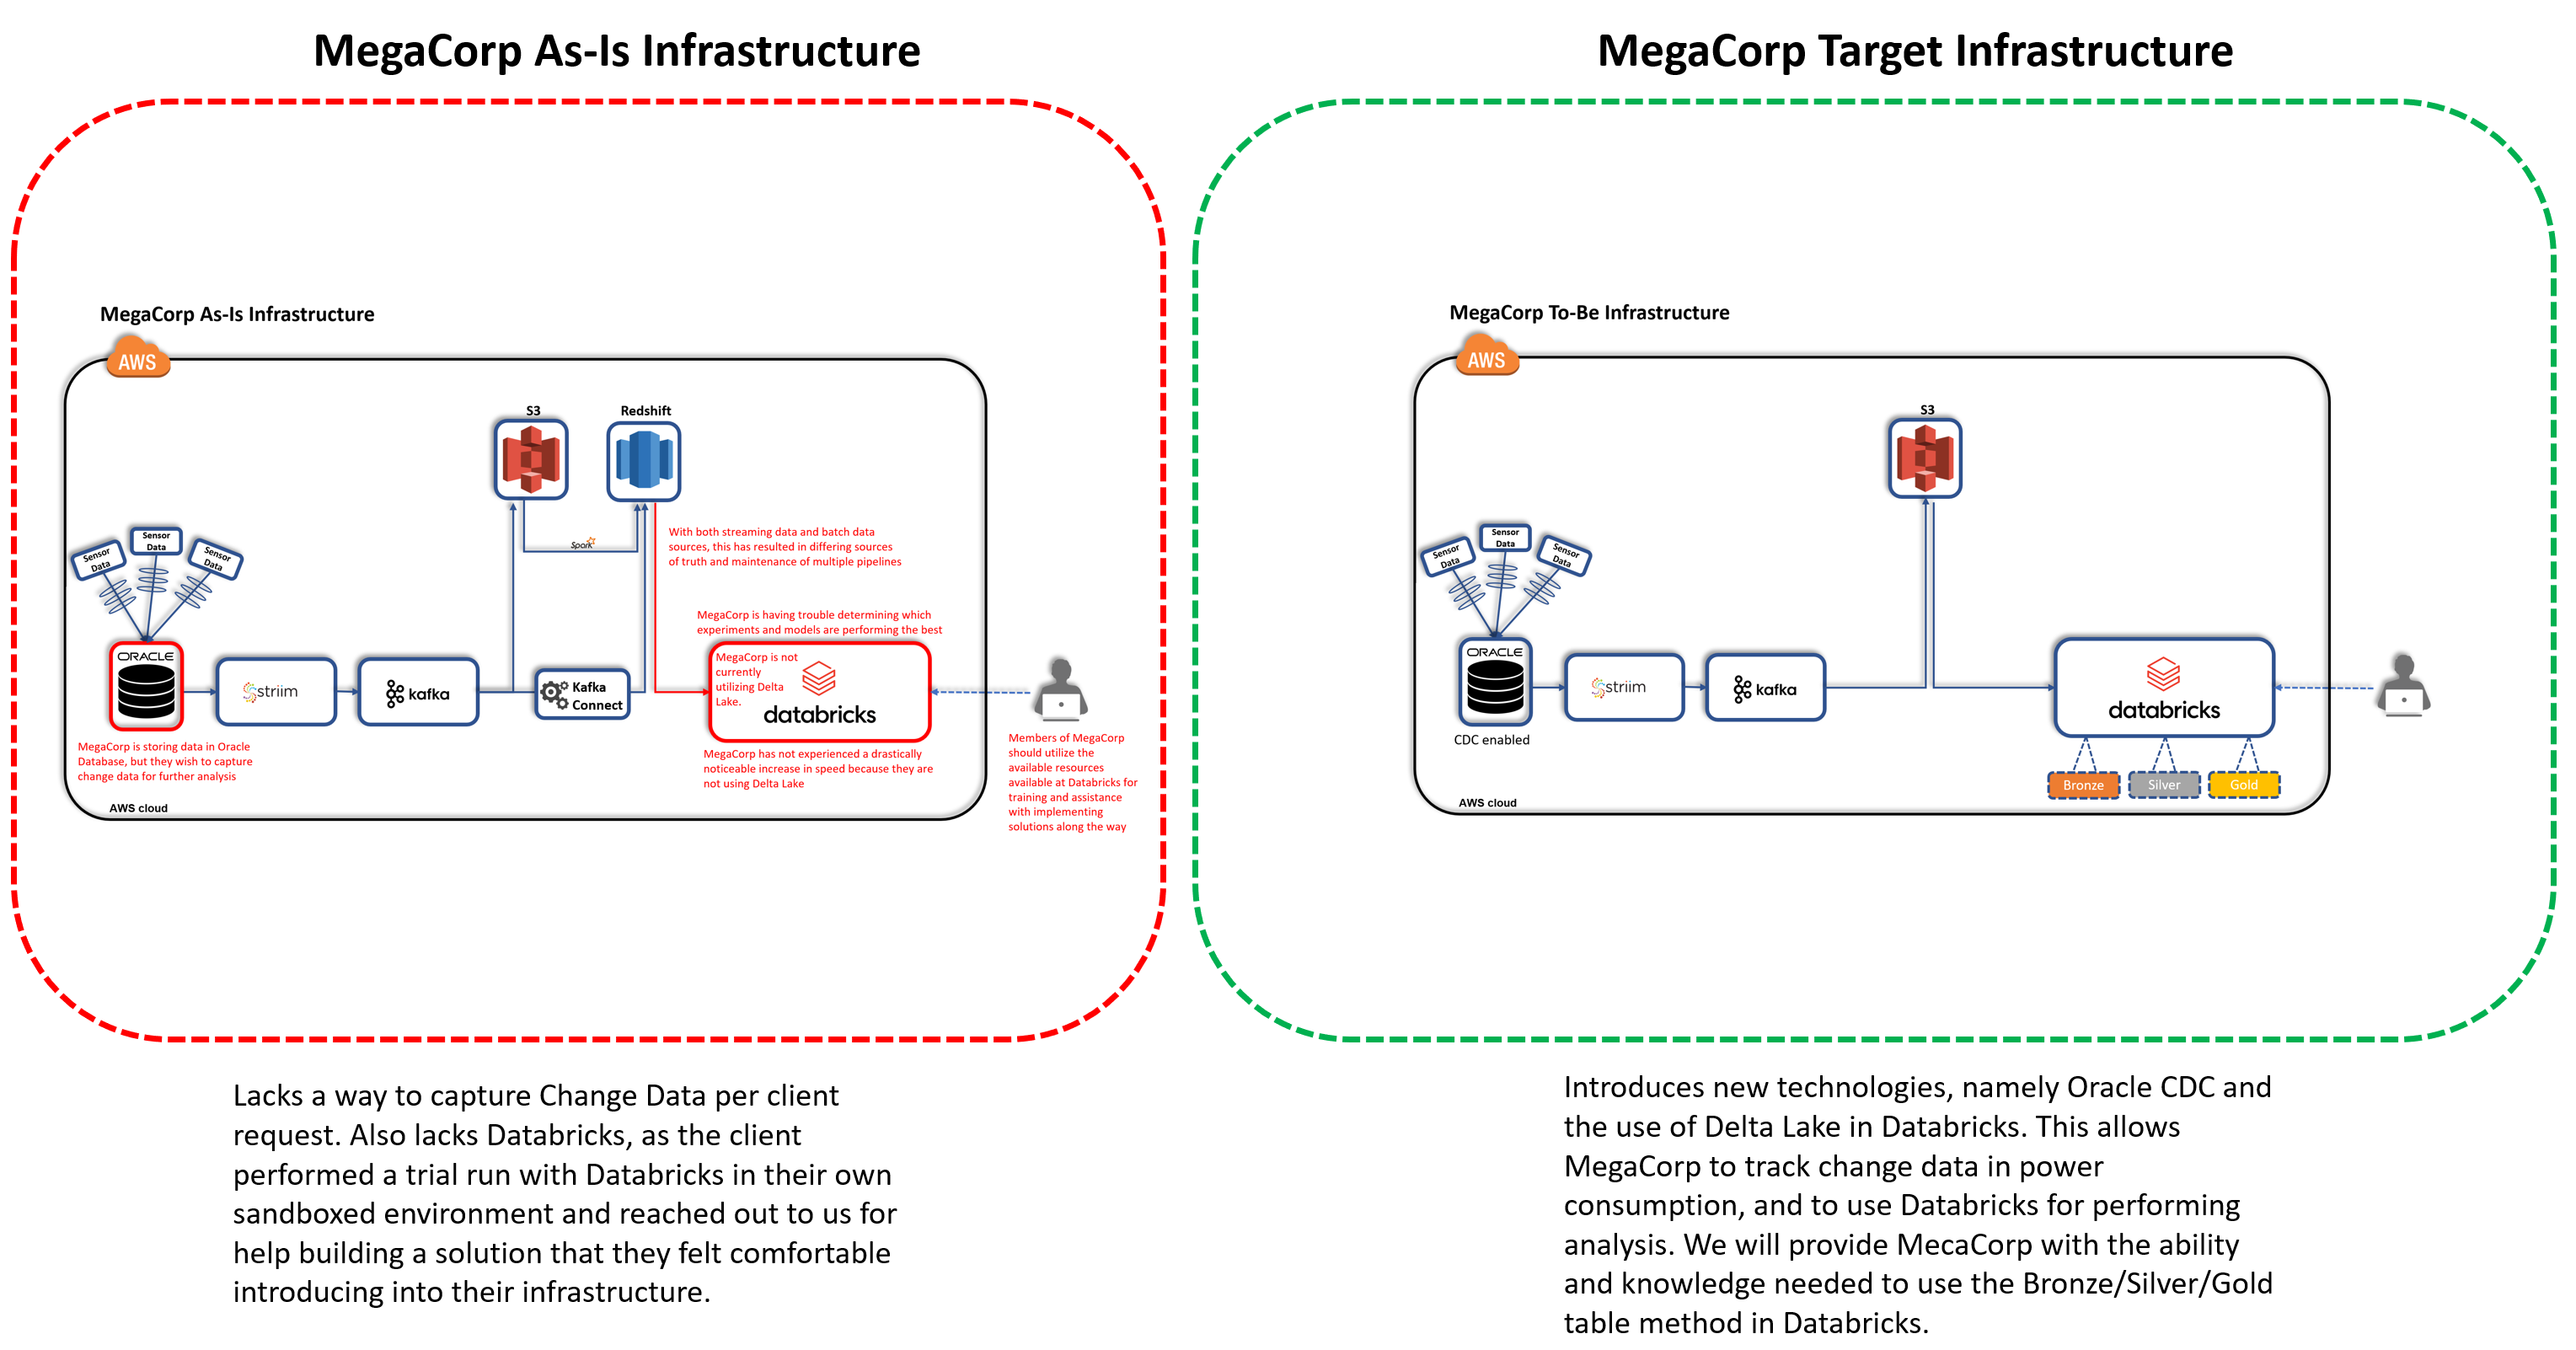 MegaCorp As-Is Infrastructure
MegaCorp As-Is Infrastructure
AWS
S3
Redshift
Spark
With both streaming data and batch data
sources, this has resulted in differing sources
of truth and maintenance of multiple pipelines
Sensor
Data
Sensor
Data
Sensor
Data
MegaCorp is having trouble determining which
experiments and models are performing the best
ORACLE
striim
kafka
Kafka
Connect
MegaCorp is not
currently
utilizing Delta
Lake.
databricks
MegaCorp is storing data in Oracle
Database, but they wish to capture
change data for further analysis
MegaCorp has not experienced a drastically
noticeable increase in speed because they are
not using Delta Lake
Members of MegaCorp
should utilize the
available resources
available at Databricks for
training and assistance
with implementing
solutions along the way
AWS cloud
Lacks a way to capture Change Data per client
request. Also lacks Databricks, as the client
performed a trial run with Databricks in their own
sandboxed environment and reached out to us for
help building a solution that they felt comfortable
introducing into their infrastructure.
MegaCorp Target Infrastructure
MegaCorp To-Be Infrastructure
AWS
S3
Sensor
Data
Sensor
Data
Sensor
Data
ORACLE
striim
kafka
databricks
CDC enabled
Bronze
Silver
Gold
AWS cloud
Introduces new technologies, namely Oracle CDC and
the use of Delta Lake in Databricks. This allows
MegaCorp to track change data in power
consumption, and to use Databricks for performing
analysis. We will provide MecaCorp with the ability
and knowledge needed to use the Bronze/Silver/Gold
table method in Databricks.